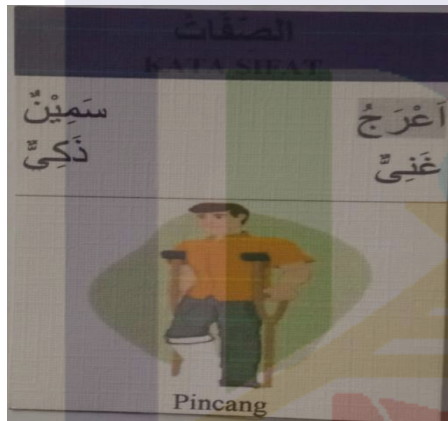 الصِّفَاتُ
KATA SIFAT
أَعْرَجُ سَمِيْنٌ
غَنِيٌّ ذَكِيٌّ
Pincang